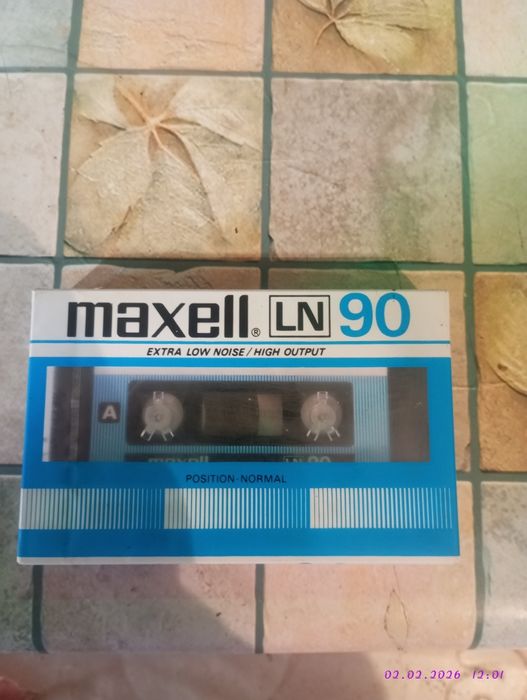 maxell® LN 90
EXTRA LOW NOISE / HIGH OUTPUT
A
maxell LN 90
POSITION·NORMAL
02.02.2026 12:01